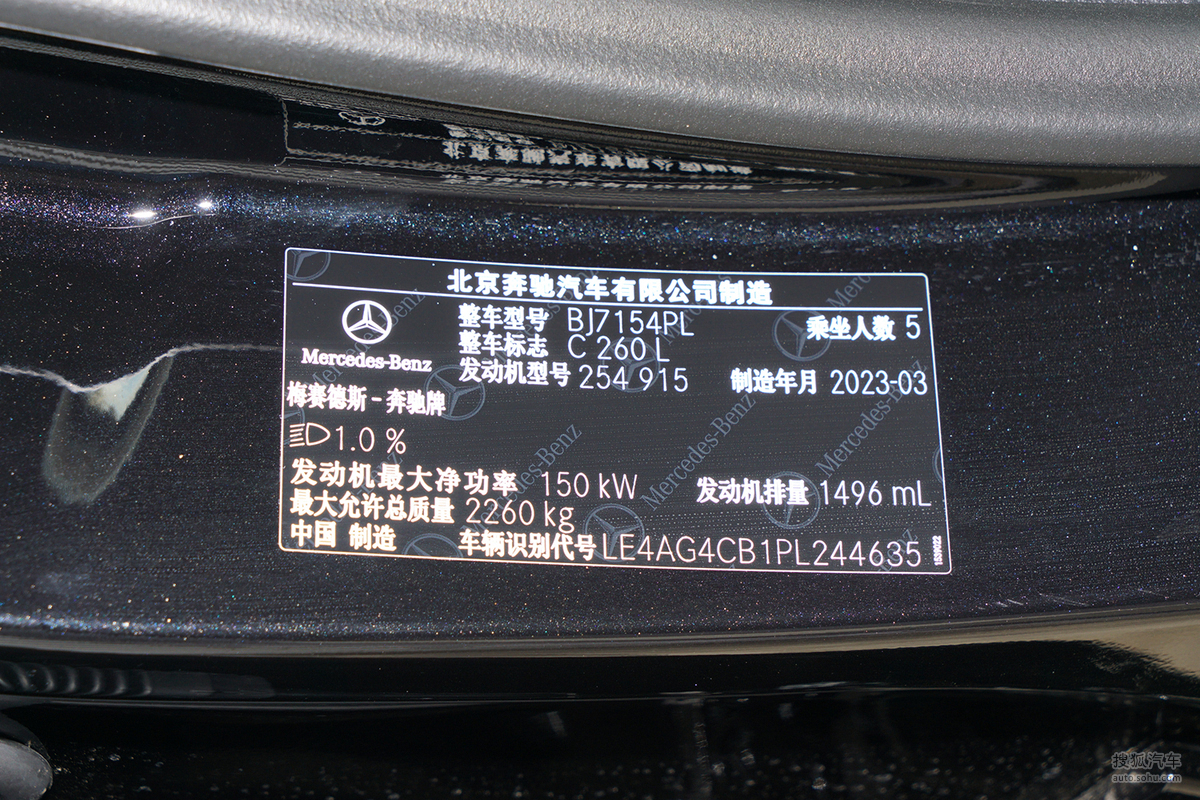 北京奔驰汽车有限公司制造
Mercedes-Benz
整车型号 BJ7154PL 乘坐人数 5
整车标志 C 260 L
发动机型号 254 915 制造年月 2023-03
梅赛德斯-奔驰牌
1.0 %
发动机最大净功率 150 kW 发动机排量 1496 mL
最大允许总质量 2260 kg
中国 制造 车辆识别代号 LE4AG4CB1PL244635
搜狐汽车
auto.sohu.com